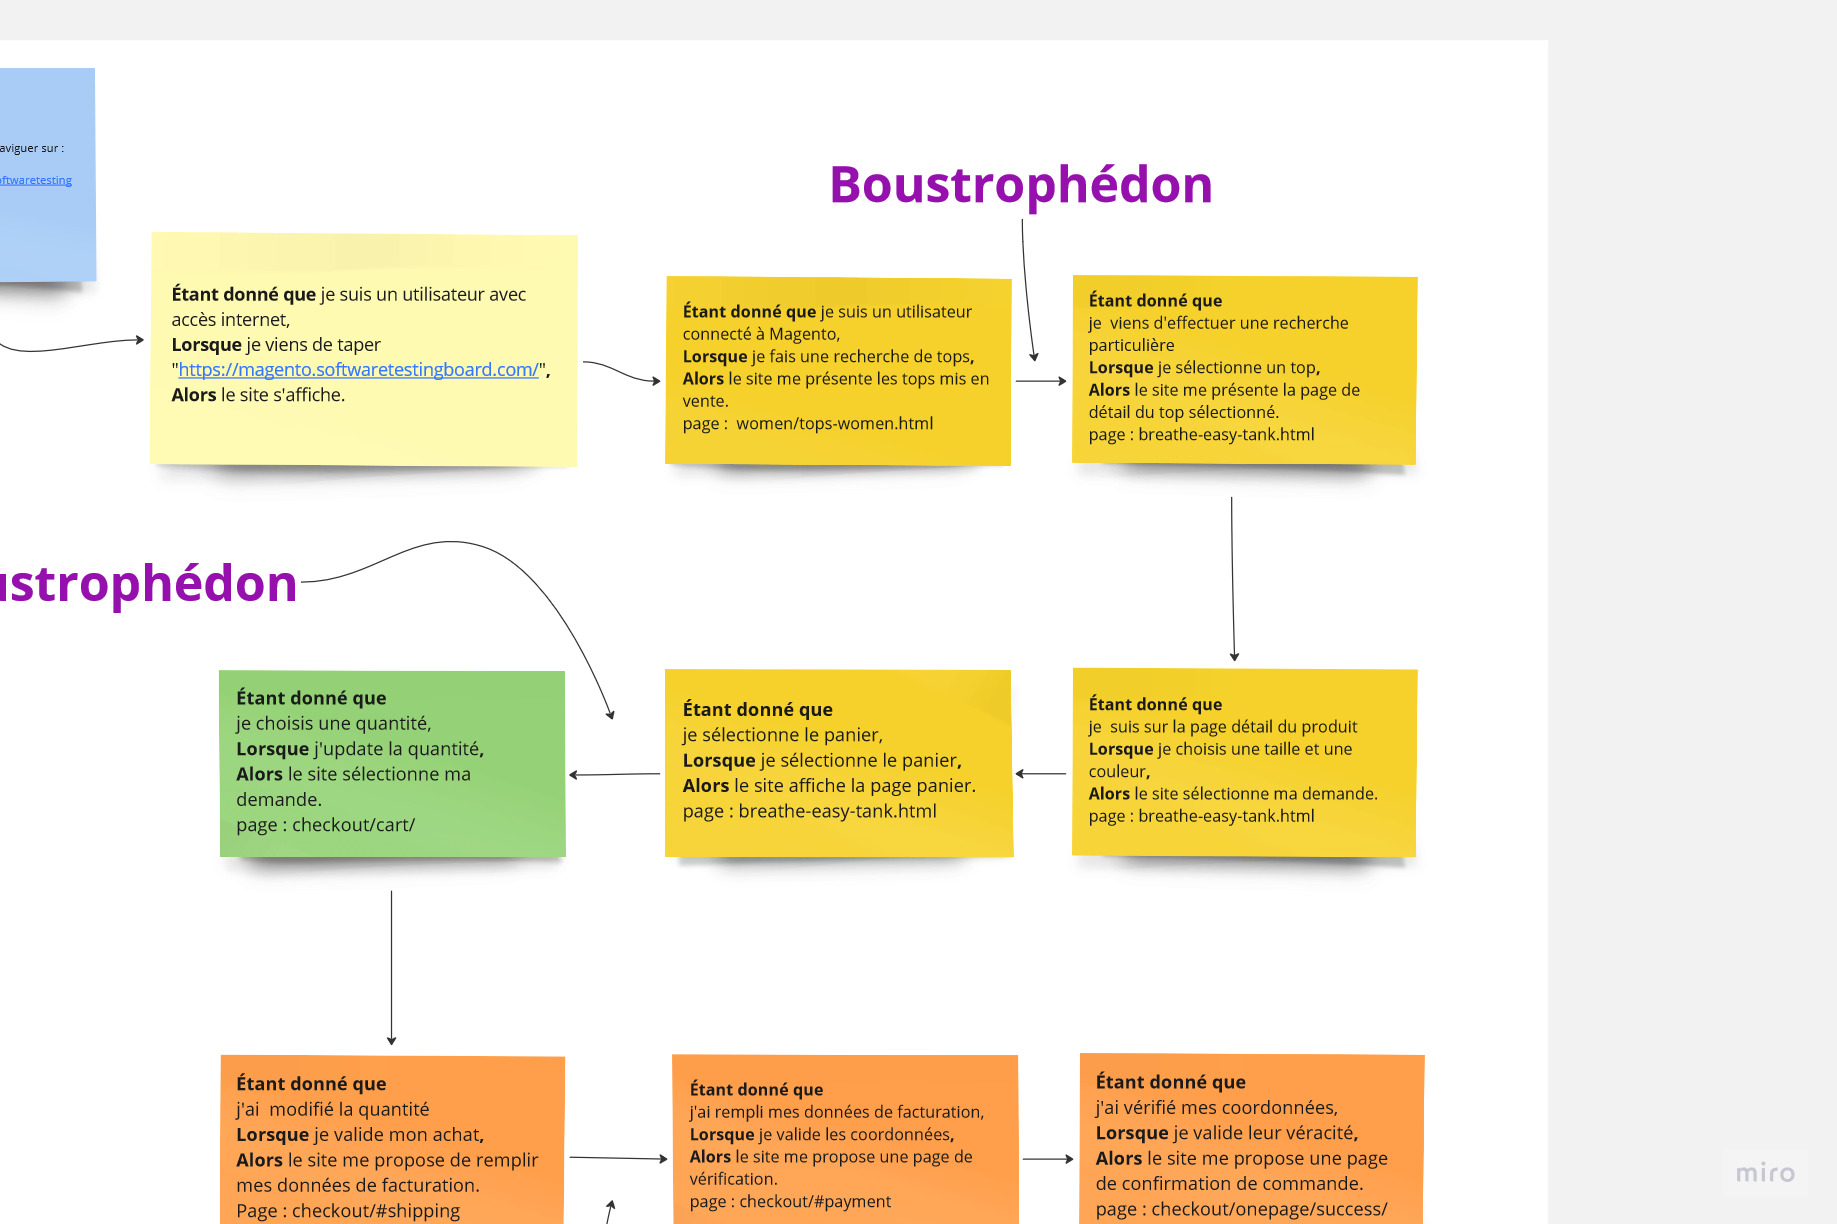 aviguer sur :
oftwaretesting
Boustrophédon
Étant donné que je suis un utilisateur avec
accès internet,
Lorsque je viens de taper
"https://magento.softwaretestingboard.com/",
Alors le site s'affiche.
Étant donné que je suis un utilisateur
connecté à Magento,
Lorsque je fais une recherche de tops,
Alors le site me présente les tops mis en
vente.
page :  women/tops-women.html
Étant donné que
je  viens d'effectuer une recherche
particulière
Lorsque je sélectionne un top,
Alors le site me présente la page de
détail du top sélectionné.
page : breathe-easy-tank.html
ustrophédon
Étant donné que
je choisis une quantité,
Lorsque j'update la quantité,
Alors le site sélectionne ma
demande.
page : checkout/cart/
Étant donné que
je sélectionne le panier,
Lorsque je sélectionne le panier,
Alors le site affiche la page panier.
page : breathe-easy-tank.html
Étant donné que
je  suis sur la page détail du produit
Lorsque je choisis une taille et une
couleur,
Alors le site sélectionne ma demande.
page : breathe-easy-tank.html
Étant donné que
j'ai  modifié la quantité
Lorsque je valide mon achat,
Alors le site me propose de remplir
mes données de facturation.
Page : checkout/#shipping
Étant donné que
j'ai rempli mes données de facturation,
Lorsque je valide les coordonnées,
Alors le site me propose une page de
vérification.
page : checkout/#payment
Étant donné que
j'ai vérifié mes coordonnées,
Lorsque je valide leur véracité,
Alors le site me propose une page
de confirmation de commande.
page : checkout/onepage/success/
miro